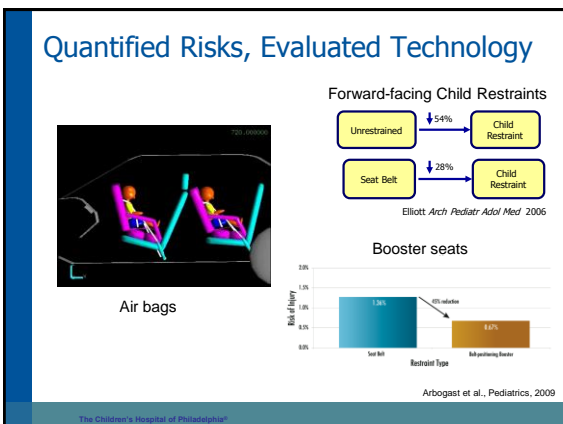 Quantified Risks, Evaluated Technology
Forward-facing Child Restraints
Unrestrained
54%
Child
Restraint
Seat Belt
28%
Child
Restraint
Elliott Arch Pediatr Adol Med 2006
720.000000
Air bags
Booster seats
Risk of Injury
2.0%
1.5%
1.0%
0.5%
0.0%
1.26%
45% reduction
0.67%
Seat Belt
Belt-positioning Booster
Restraint Type
Arbogast et al., Pediatrics, 2009
The Children's Hospital of Philadelphia®